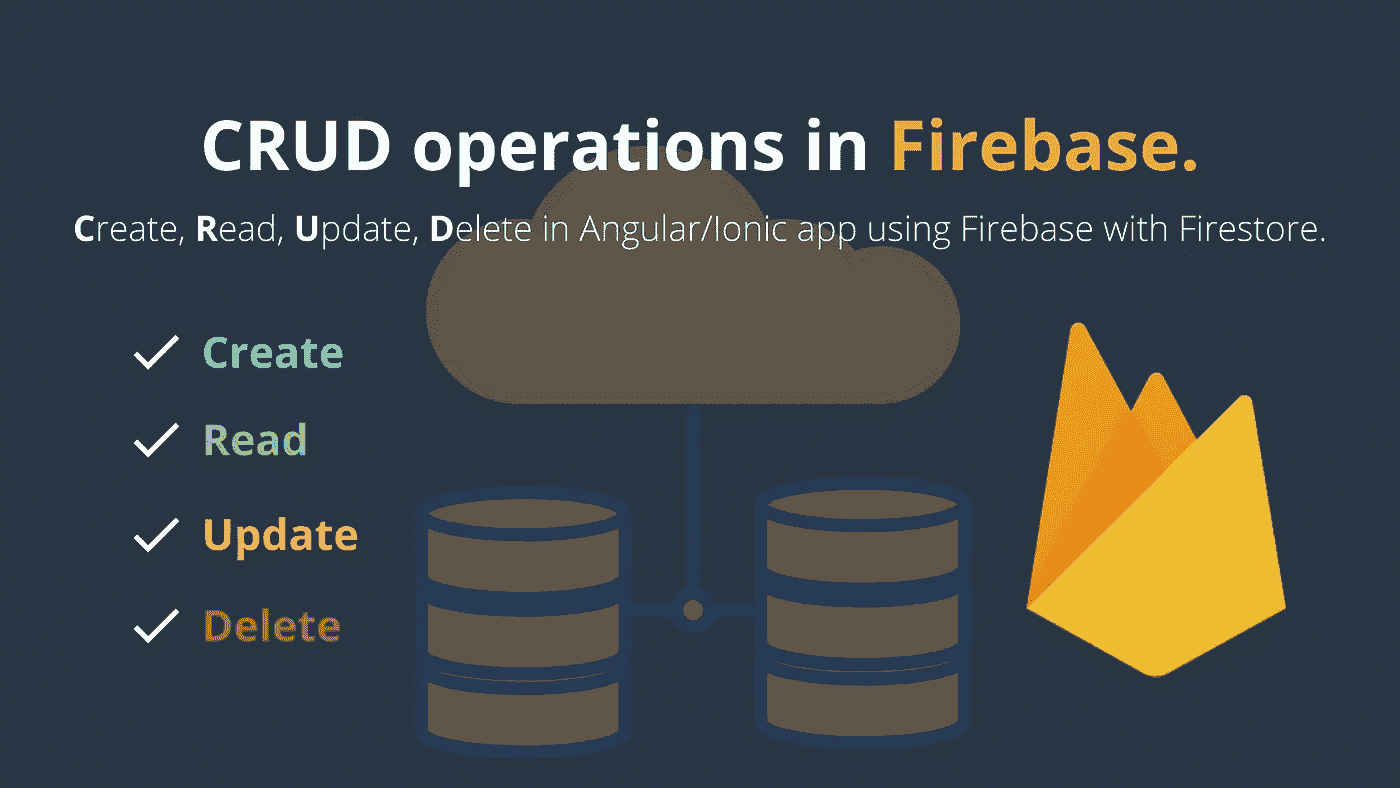 CRUD operations in Firebase.
Create, Read, Update, Delete in Angular/Ionic app using Firebase with Firestore.
Create
Read
Update
Delete